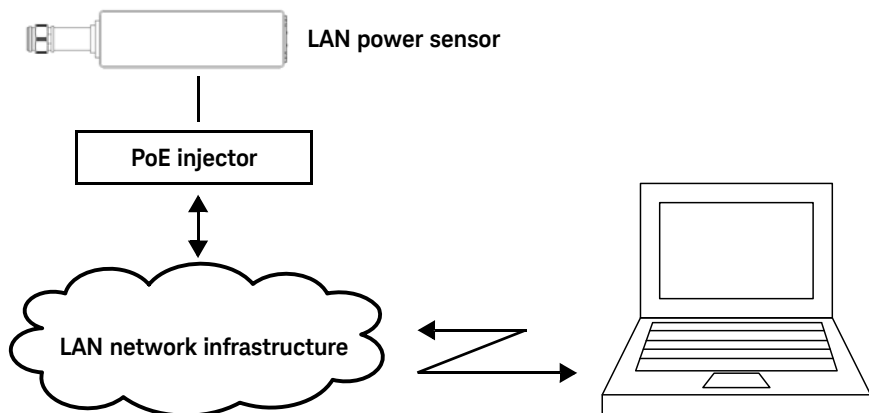 LAN power sensor
PoE injector
LAN network infrastructure